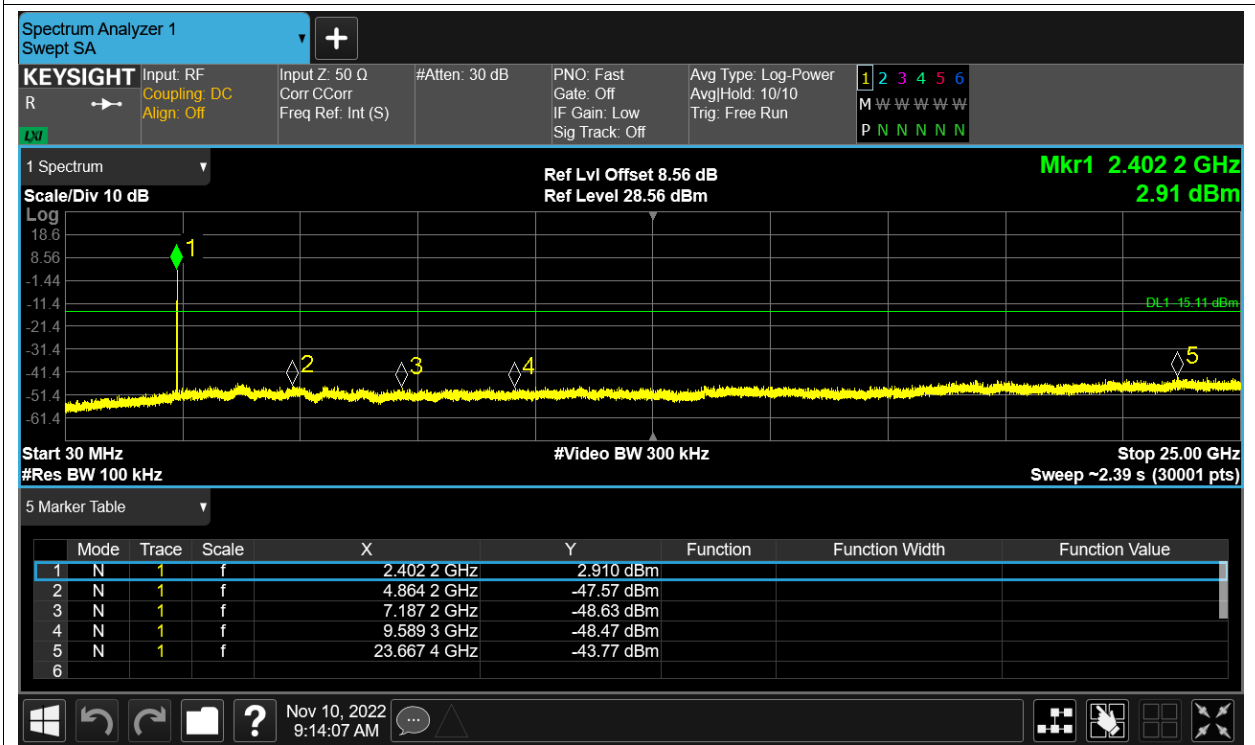 Spectrum Analyzer 1
Swept SA
KEYSIGHT
R
LXI
Input: RF
Coupling: DC
Align: Off
Input Z: 50 Ω
Corr CCorr
Freq Ref: Int (S)
#Atten: 30 dB
PNO: Fast
Gate: Off
IF Gain: Low
Sig Track: Off
Avg Type: Log-Power
Avg|Hold: 10/10
Trig: Free Run
1 2 3 4 5 6
M W W W W W
P N N N N N
1 Spectrum
Scale/Div 10 dB
Ref Lvl Offset 8.56 dB
Ref Level 28.56 dBm
Mkr1 2.402 2 GHz
2.91 dBm
Log
18.6
8.56
-1.44
-11.4
-21.4
-31.4
-41.4
-51.4
-61.4
1
2
3
4
5
DL1 -15.11 dBm
Start 30 MHz
#Video BW 300 kHz
Stop 25.00 GHz
#Res BW 100 kHz
Sweep ~2.39 s (30001 pts)
5 Marker Table
Mode Trace Scale X Y Function Function Width Function Value
1 N 1 f 2.402 2 GHz 2.910 dBm
2 N 1 f 4.864 2 GHz -47.57 dBm
3 N 1 f 7.187 2 GHz -48.63 dBm
4 N 1 f 9.589 3 GHz -48.47 dBm
5 N 1 f 23.667 4 GHz -43.77 dBm
6
?
Nov 10, 2022
9:14:07 AM